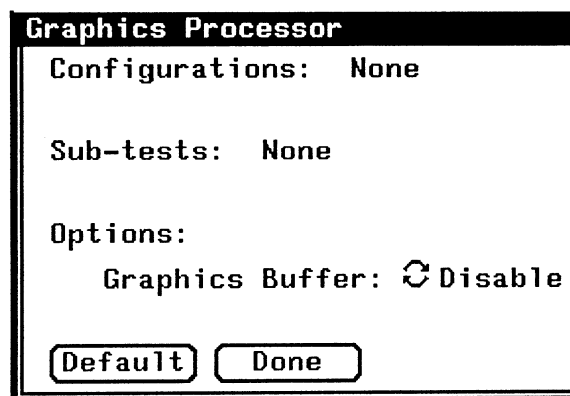 Graphics Processor
Configurations: None
Sub-tests: None
Options:
Graphics Buffer: Disable
Default Done